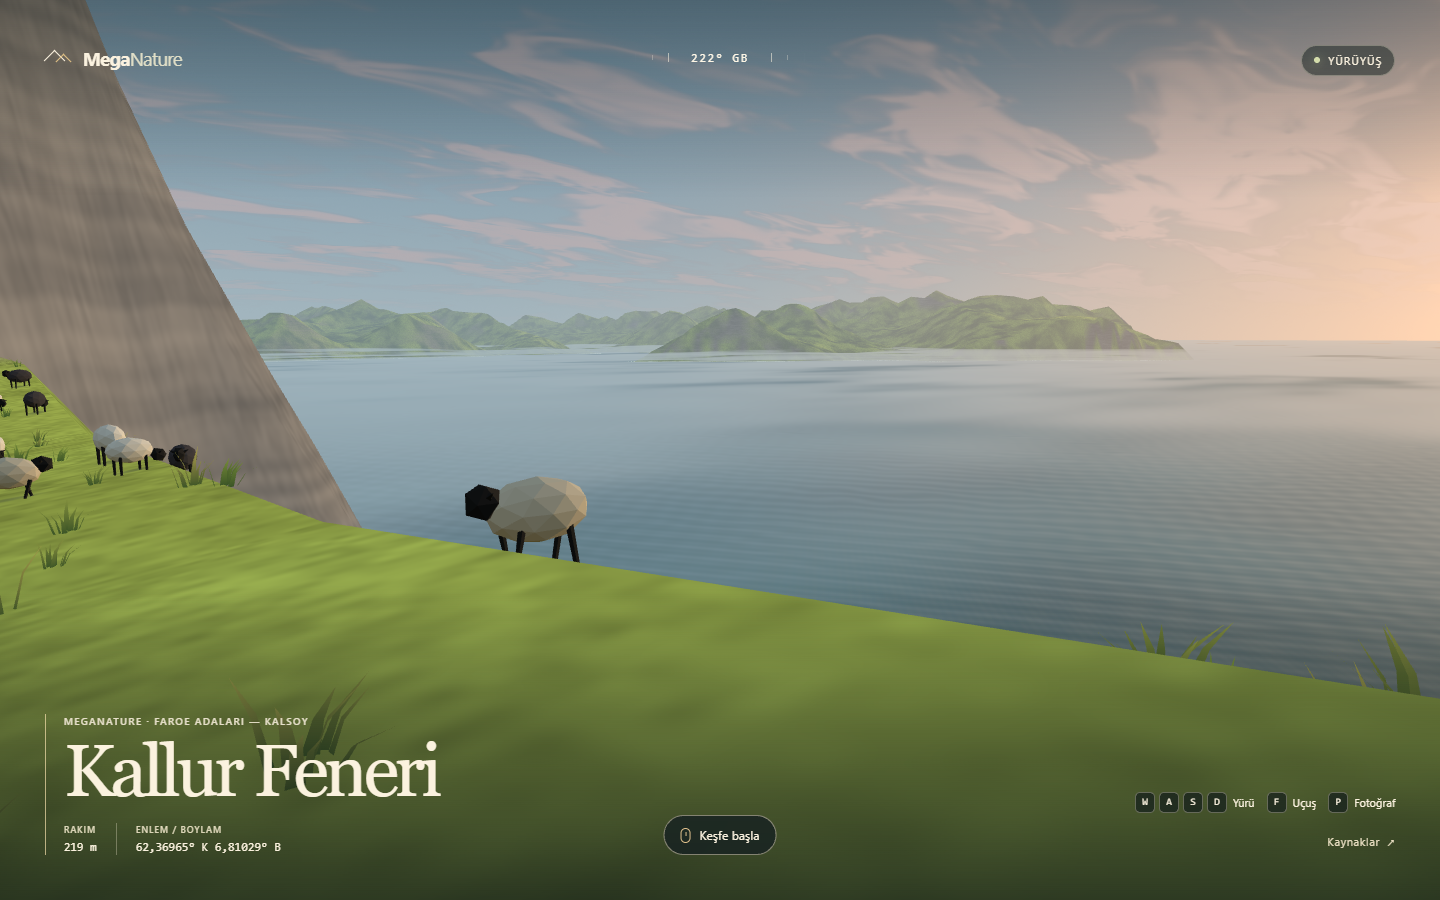 MegaNature
222° GB
YÜRÜYÜŞ
MEGANATURE · FAROE ADALARI — KALSOY
Kallur Feneri
RAKIM
219 m
ENLEM / BOYLAM
62,36965° K 6,81029° B
Keşfe başla
W A S D Yürü F Uçuş P Fotoğraf
Kaynaklar ↗